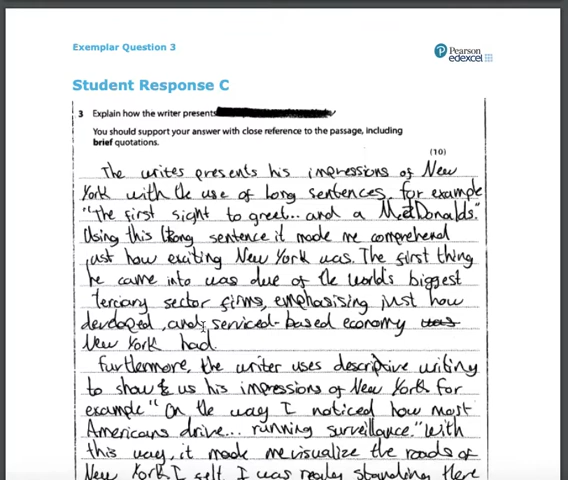 Exemplar Question 3
Pearson
edexcel
Student Response C
3 Explain how the writer presents
You should support your answer with close reference to the passage, including
brief quotations.
(10)
The writes presents his impressions of New
York with the use of long sentences, for example
"The first sight to greet... and a McDonalds."
Using this long sentence it made me comprehend
just how exciting New York was. The first thing
he came into was one of the world's biggest
tertiary sector firms, emphasising just how
developed, and serviced-based economy was
New York had.
Furthermore, the writer uses descriptive writing
to show us his impressions of New York for
example "On the way I noticed how most
Americans drive... running surveillance." With
this way, it made me visualize the roads of
New York I felt I was really standing there